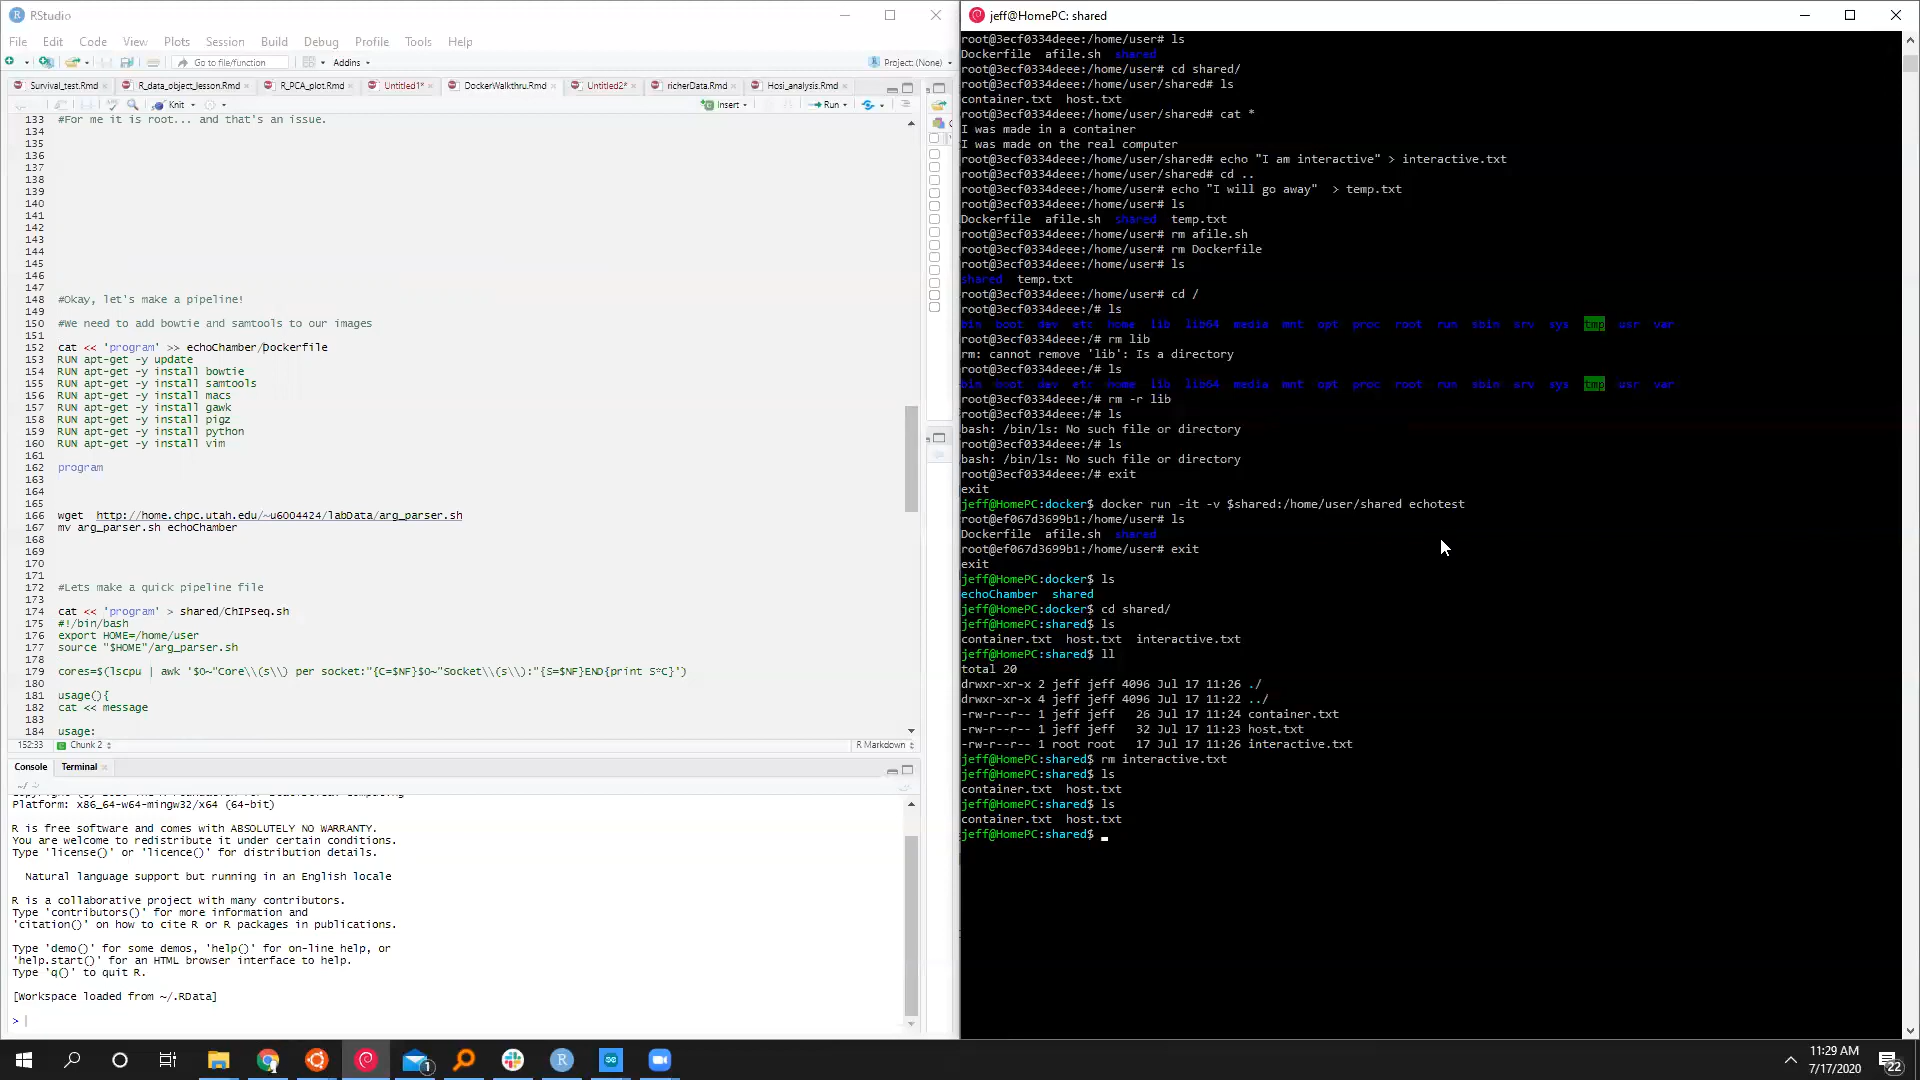 RStudio
File Edit Code View Plots Session Build Debug Profile Tools Help
Go to file/function
Addins
Project: (None)
Survival_test.Rmd
R_data_object_lesson.Rmd
R_PCA_plot.Rmd
Untitled1*
DockerWalkthru.Rmd
Untitled2*
richerData.Rmd
Hosi_analysis.Rmd
Knit
Insert
Run
133 #For me it is root... and that's an issue.
134
135
136
137
138
139
140
141
142
143
144
145
146
147
148 #Okay, let's make a pipeline!
149
150 #We need to add bowtie and samtools to our images
151
152 cat << 'program' >> echoChamber/Dockerfile
153 RUN apt-get -y update
154 RUN apt-get -y install bowtie
155 RUN apt-get -y install samtools
156 RUN apt-get -y install macs
157 RUN apt-get -y install gawk
158 RUN apt-get -y install pigz
159 RUN apt-get -y install python
160 RUN apt-get -y install vim
161
162 program
163
164
165
166 wget http://home.chpc.utah.edu/~u6004424/labData/arg_parser.sh
167 mv arg_parser.sh echoChamber
168
169
170
171
172 #Lets make a quick pipeline file
173
174 cat << 'program' > shared/ChIPseq.sh
175 #!/bin/bash
176 export HOME=/home/user
177 source "$HOME"/arg_parser.sh
178
179 cores=$(lscpu | awk '$0~"Core\\(s\\) per socket:"{C=$NF}$0~"Socket\\(s\\):"{S=$NF}END{print S*C}')
180
181 usage(){
182 cat << message
183
184 usage:
152:33 Chunk 2 R Markdown
Console Terminal
~/
Platform: x86_64-w64-mingw32/x64 (64-bit)
R is free software and comes with ABSOLUTELY NO WARRANTY.
You are welcome to redistribute it under certain conditions.
Type 'license()' or 'licence()' for distribution details.
Natural language support but running in an English locale
R is a collaborative project with many contributors.
Type 'contributors()' for more information and
'citation()' on how to cite R or R packages in publications.
Type 'demo()' for some demos, 'help()' for on-line help, or
'help.start()' for an HTML browser interface to help.
Type 'q()' to quit R.
[Workspace loaded from ~/.RData]
>
jeff@HomePC: shared
root@3ecf0334deee:/home/user# ls
Dockerfile afile.sh shared
root@3ecf0334deee:/home/user# cd shared/
root@3ecf0334deee:/home/user/shared# ls
container.txt host.txt
root@3ecf0334deee:/home/user/shared# cat *
I was made in a container
I was made on the real computer
root@3ecf0334deee:/home/user/shared# echo "I am interactive" > interactive.txt
root@3ecf0334deee:/home/user/shared# cd ..
root@3ecf0334deee:/home/user# echo "I will go away" > temp.txt
root@3ecf0334deee:/home/user# ls
Dockerfile afile.sh shared temp.txt
root@3ecf0334deee:/home/user# rm afile.sh
root@3ecf0334deee:/home/user# rm Dockerfile
root@3ecf0334deee:/home/user# ls
shared temp.txt
root@3ecf0334deee:/home/user# cd /
root@3ecf0334deee:/# ls
bin boot dev etc home lib lib64 media mnt opt proc root run sbin srv sys tmp usr var
root@3ecf0334deee:/# rm lib
rm: cannot remove 'lib': Is a directory
root@3ecf0334deee:/# ls
bin boot dev etc home lib lib64 media mnt opt proc root run sbin srv sys tmp usr var
root@3ecf0334deee:/# rm -r lib
root@3ecf0334deee:/# ls
bash: /bin/ls: No such file or directory
root@3ecf0334deee:/# ls
bash: /bin/ls: No such file or directory
root@3ecf0334deee:/# exit
exit
jeff@HomePC:docker$ docker run -it -v $shared:/home/user/shared echotest
root@ef067d3699b1:/home/user# ls
Dockerfile afile.sh shared
root@ef067d3699b1:/home/user# exit
exit
jeff@HomePC:docker$ ls
echoChamber shared
jeff@HomePC:docker$ cd shared/
jeff@HomePC:shared$ ls
container.txt host.txt interactive.txt
jeff@HomePC:shared$ ll
total 20
drwxr-xr-x 2 jeff jeff 4096 Jul 17 11:26 ./
drwxr-xr-x 4 jeff jeff 4096 Jul 17 11:22 ../
-rw-r--r-- 1 jeff jeff 26 Jul 17 11:24 container.txt
-rw-r--r-- 1 jeff jeff 32 Jul 17 11:23 host.txt
-rw-r--r-- 1 root root 17 Jul 17 11:26 interactive.txt
jeff@HomePC:shared$ rm interactive.txt
jeff@HomePC:shared$ ls
container.txt host.txt
jeff@HomePC:shared$ ls
container.txt host.txt
jeff@HomePC:shared$
11:29 AM
7/17/2020
22